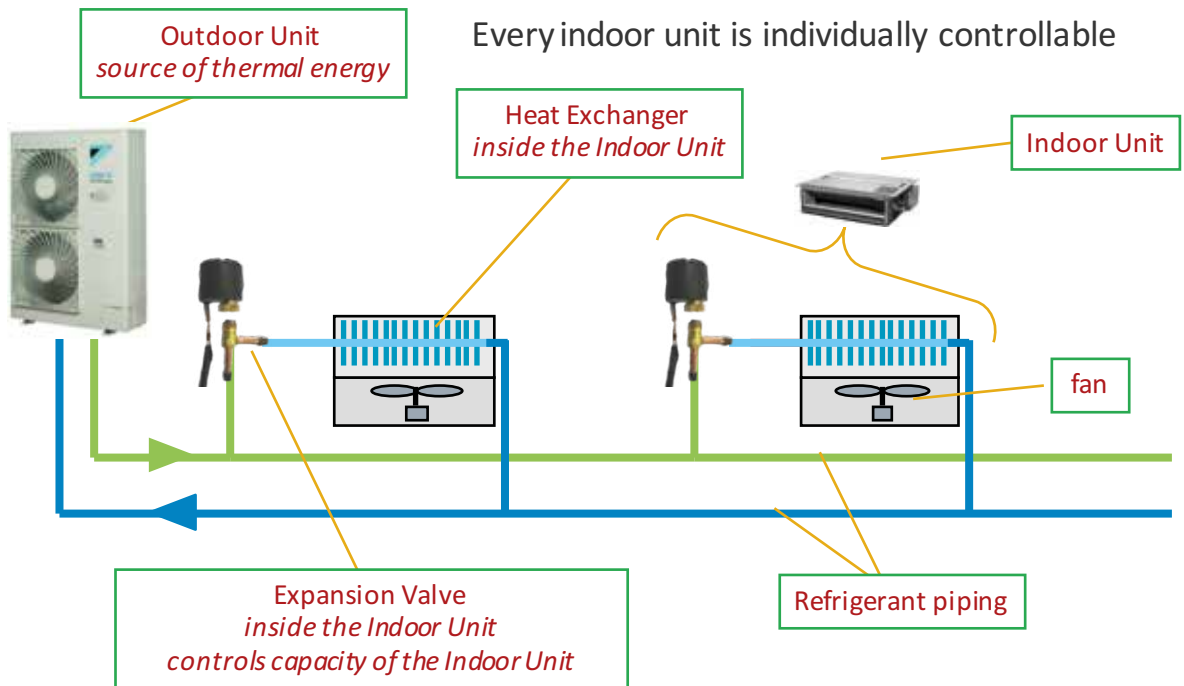 Outdoor Unit
source of thermal energy
Every indoor unit is individually controllable
Heat Exchanger
inside the Indoor Unit
Indoor Unit
fan
Expansion Valve
inside the Indoor Unit
controls capacity of the Indoor Unit
Refrigerant piping